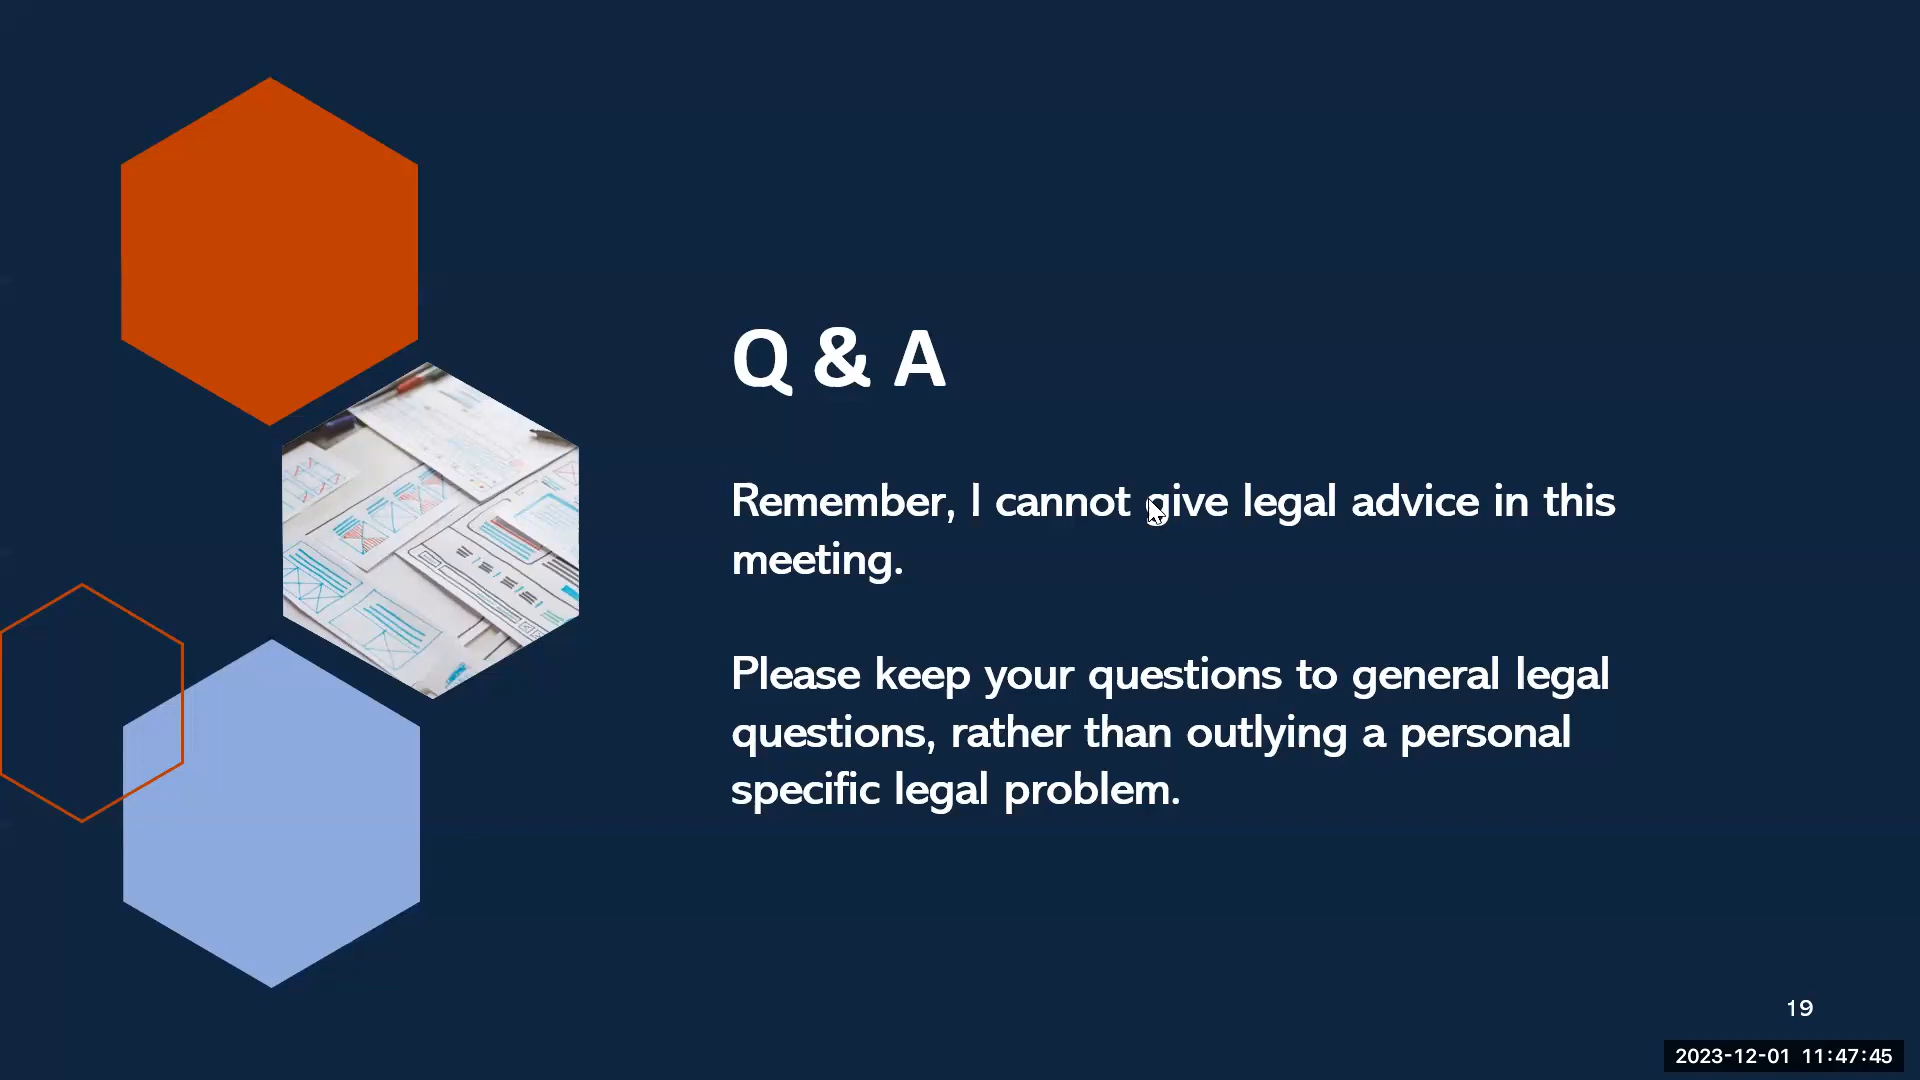 Q & A
Remember, I cannot give legal advice in this
meeting.
Please keep your questions to general legal
questions, rather than outlying a personal
specific legal problem.
19
2023-12-01 11:47:45